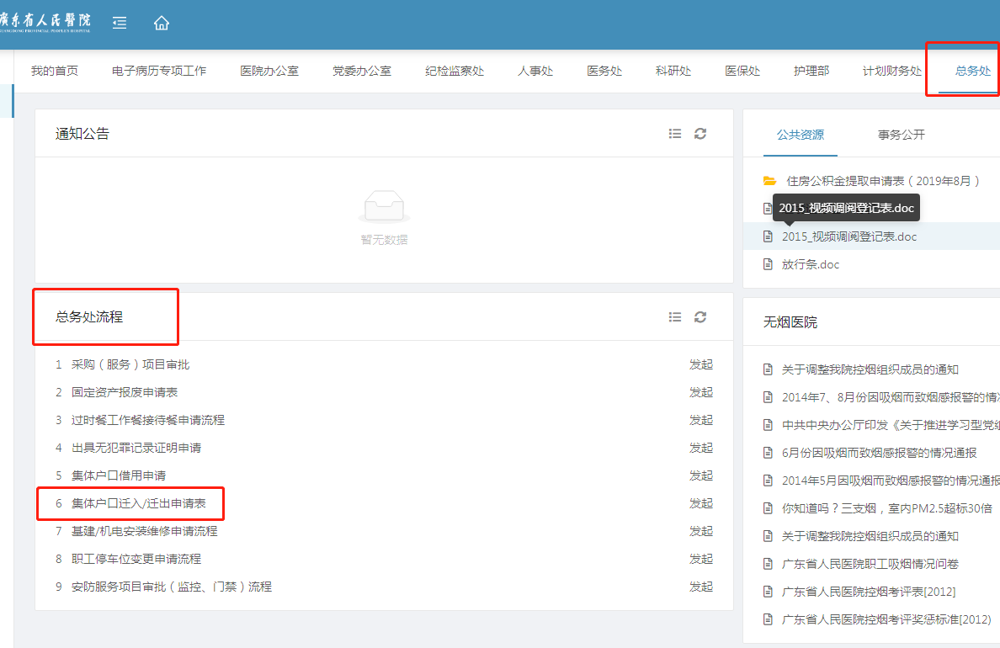 廣东省人民醫院
GUANGDONG PROVINCIAL PEOPLE'S HOSPITAL
我的首页 电子病历专项工作 医院办公室 党委办公室 纪检监察处 人事处 医务处 科研处 医保处 护理部 计划财务处 总务处
通知公告
暂无数据
总务处流程
1 采购（服务）项目审批 发起
2 固定资产报废申请表 发起
3 过时餐工作餐接待餐申请流程 发起
4 出具无犯罪记录证明申请 发起
5 集体户口借用申请 发起
6 集体户口迁入/迁出申请表 发起
7 基建/机电安装维修申请流程 发起
8 职工停车位变更申请流程 发起
9 安防服务项目审批（监控、门禁）流程 发起
公共资源 事务公开
住房公积金提取申请表（2019年8月）
2015_视频调阅登记表.doc
2015_视频调阅登记表.doc
放行条.doc
无烟医院
关于调整我院控烟组织成员的通知
2014年7、8月份因吸烟而致烟感报警的情
中共中央办公厅印发《关于推进学习型党组
6月份因吸烟而致烟感报警的情况通报
2014年5月因吸烟而致烟感报警的情况通报
你知道吗？三支烟，室内PM2.5超标30倍
关于调整我院控烟组织成员的通知
广东省人民医院职工吸烟情况问卷
广东省人民医院控烟考评表[2012]
广东省人民医院控烟考评奖惩标准[2012)